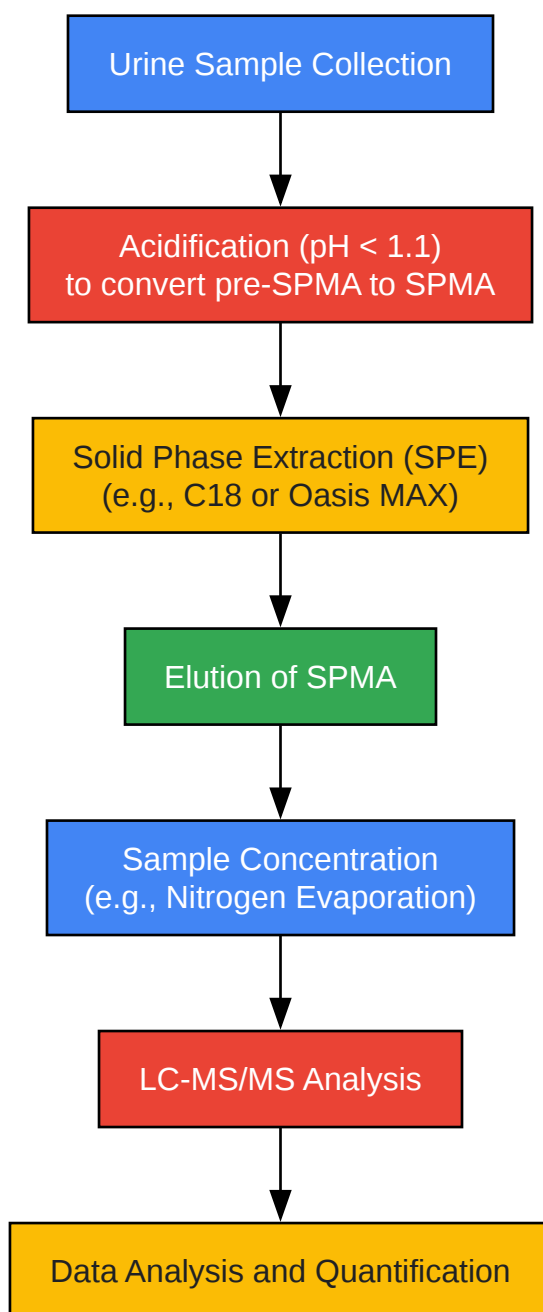 Urine Sample Collection
Acidification (pH < 1.1)
to convert pre-SPMA to SPMA
Solid Phase Extraction (SPE)
(e.g., C18 or Oasis MAX)
Elution of SPMA
Sample Concentration
(e.g., Nitrogen Evaporation)
LC-MS/MS Analysis
Data Analysis and Quantification